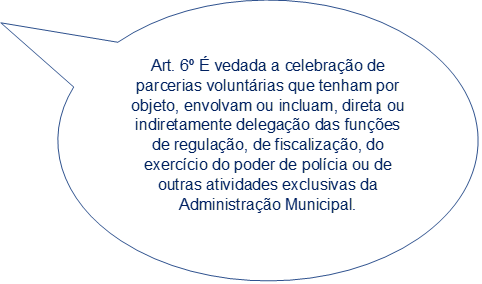 Art. 6º É vedada a celebração de
parcerias voluntárias que tenham por
objeto, envolvam ou incluam, direta ou
indiretamente delegação das funções
de regulação, de fiscalização, do
exercício do poder de polícia ou de
outras atividades exclusivas da
Administração Municipal.